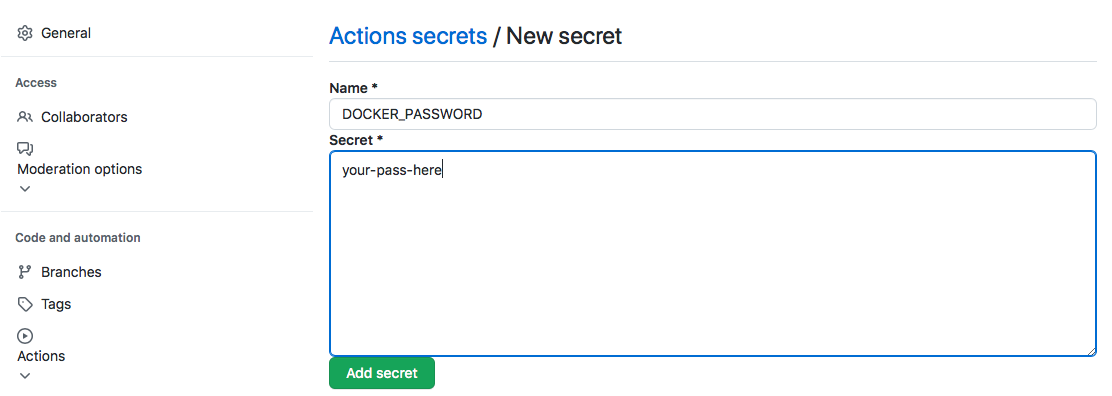 General
Access
Collaborators
Moderation options
Code and automation
Branches
Tags
Actions
Actions secrets / New secret
Name *
DOCKER_PASSWORD
Secret *
your-pass-here
Add secret